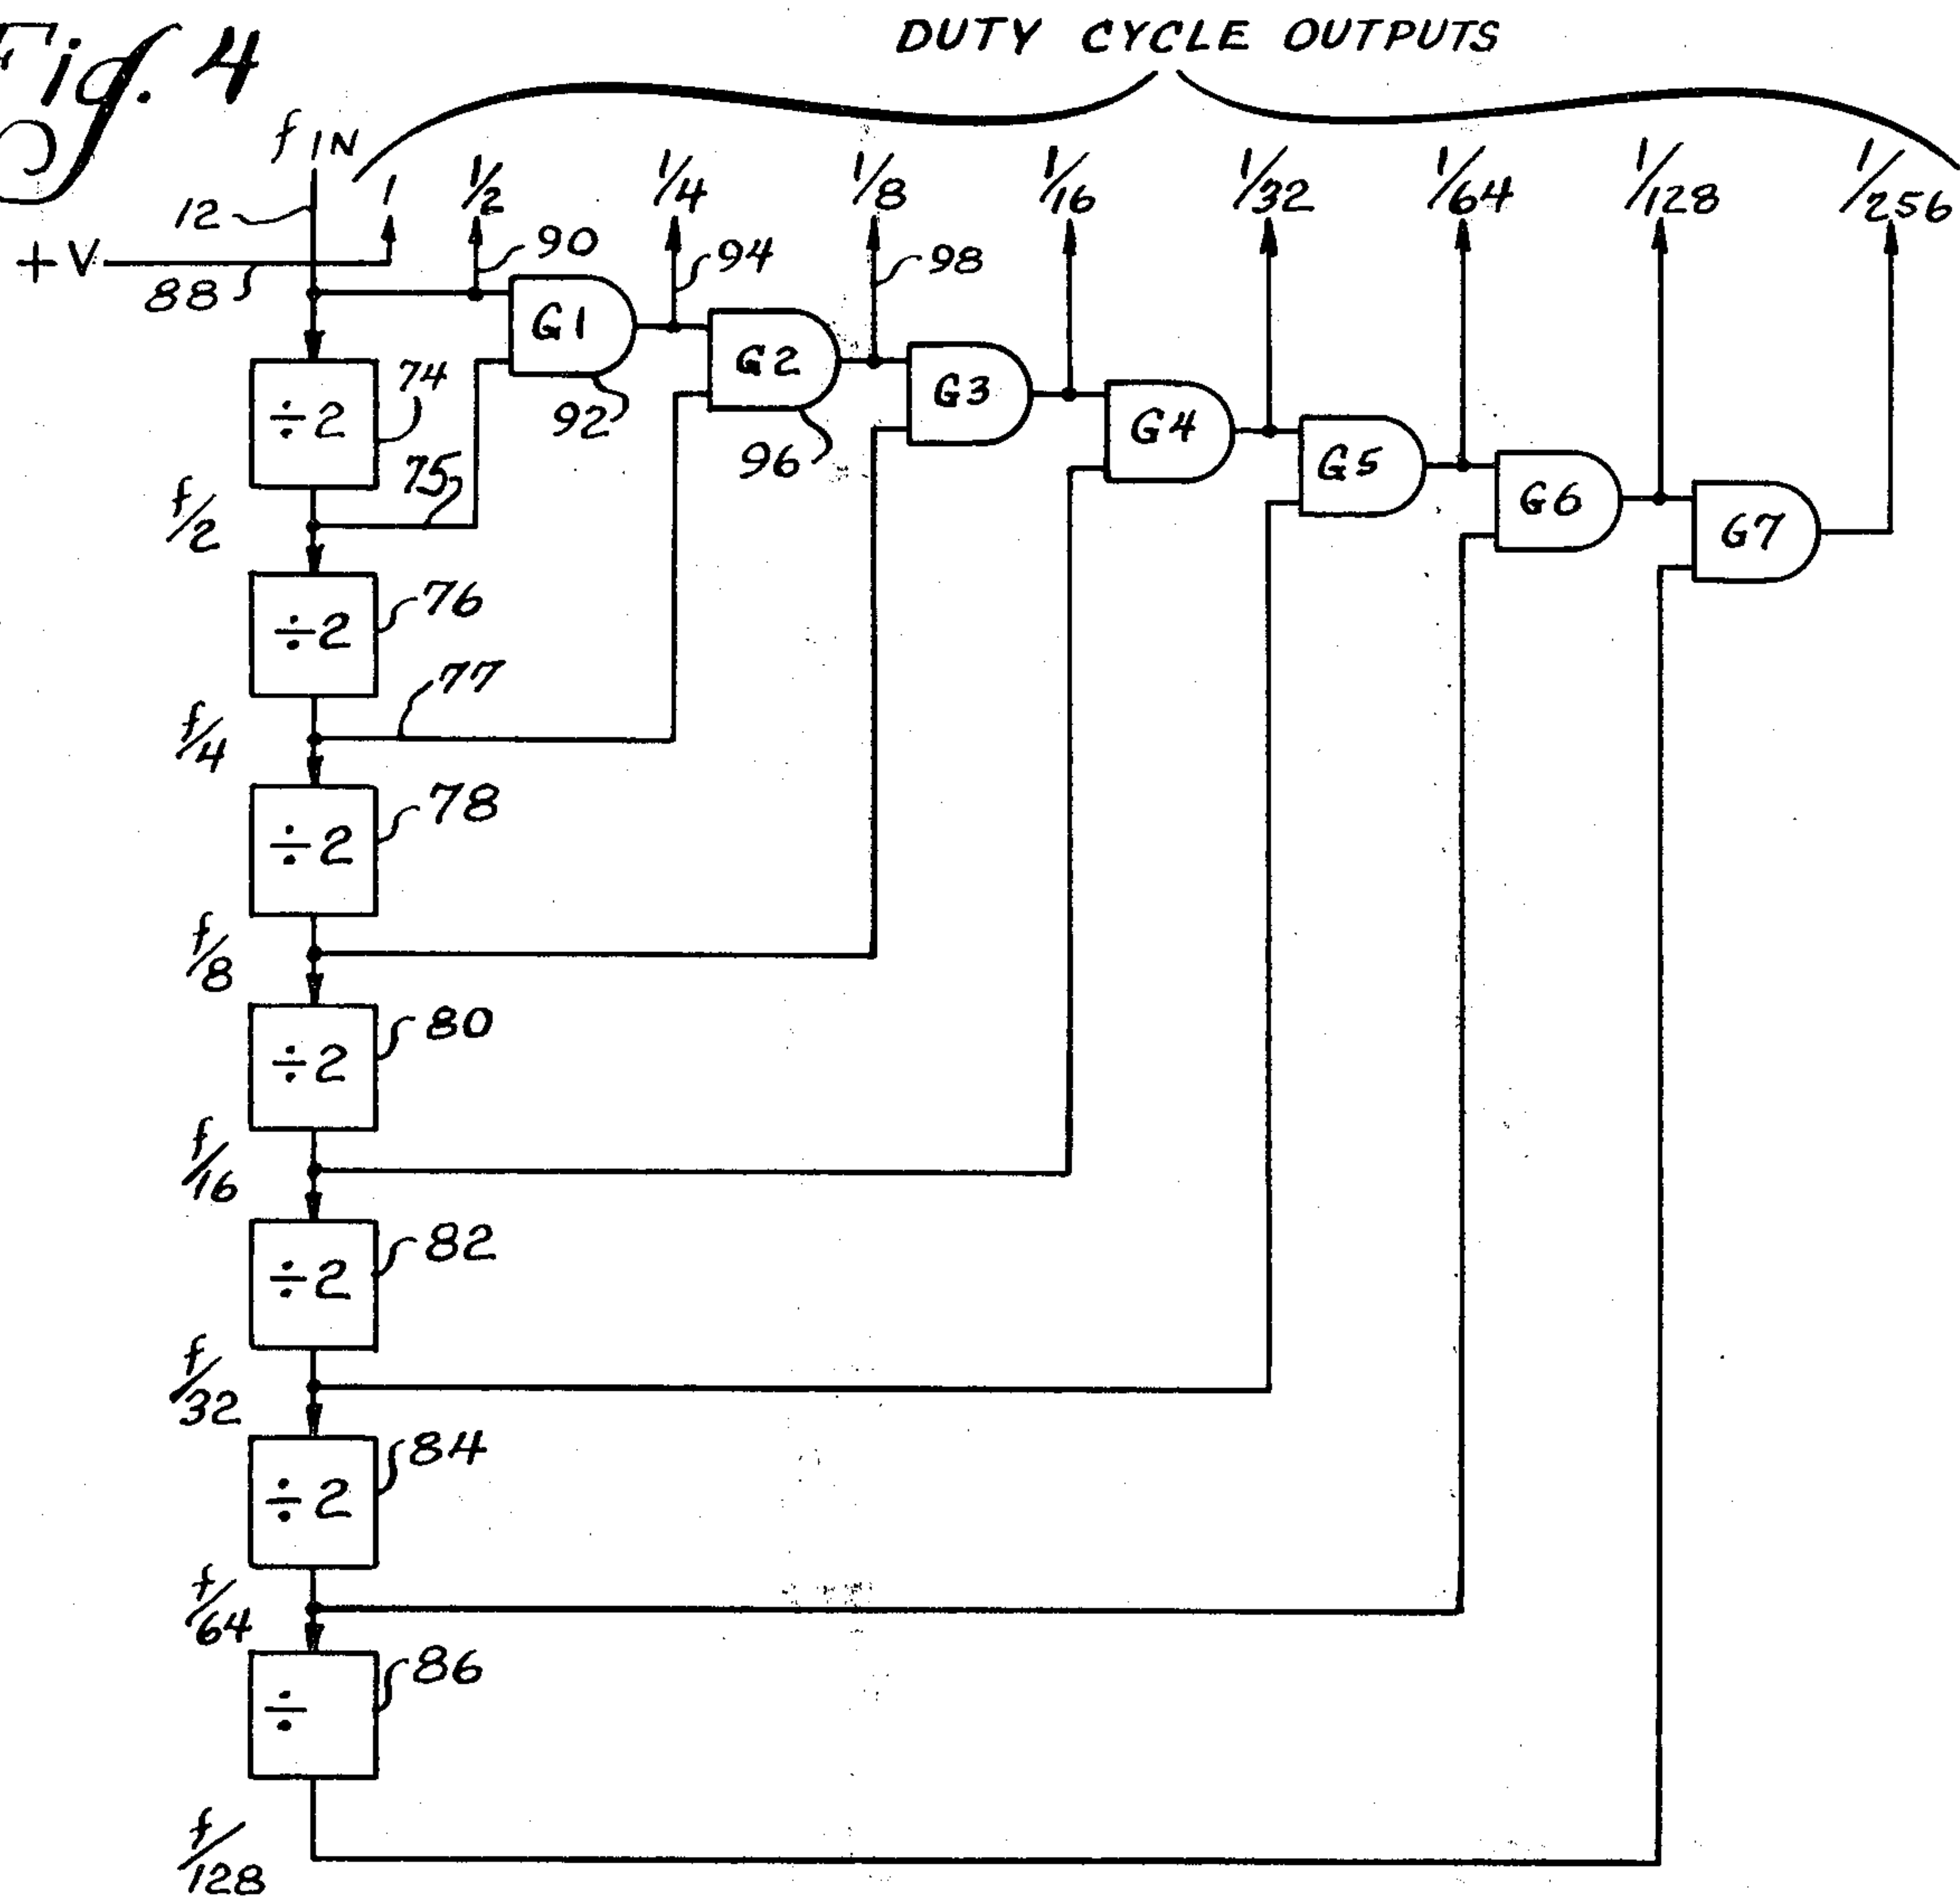 Fig. 4
DUTY CYCLE OUTPUTS
f IN
1
1/2
1/4
1/8
1/16
1/32
1/64
1/128
1/256
12
+V
88
90
94
98
G1
G2
G3
G4
G5
G6
G7
92
96
÷2
74
75
f/2
÷2
76
77
f/4
÷2
78
f/8
÷2
80
f/16
÷2
82
f/32
÷2
84
f/64
÷
86
f/128